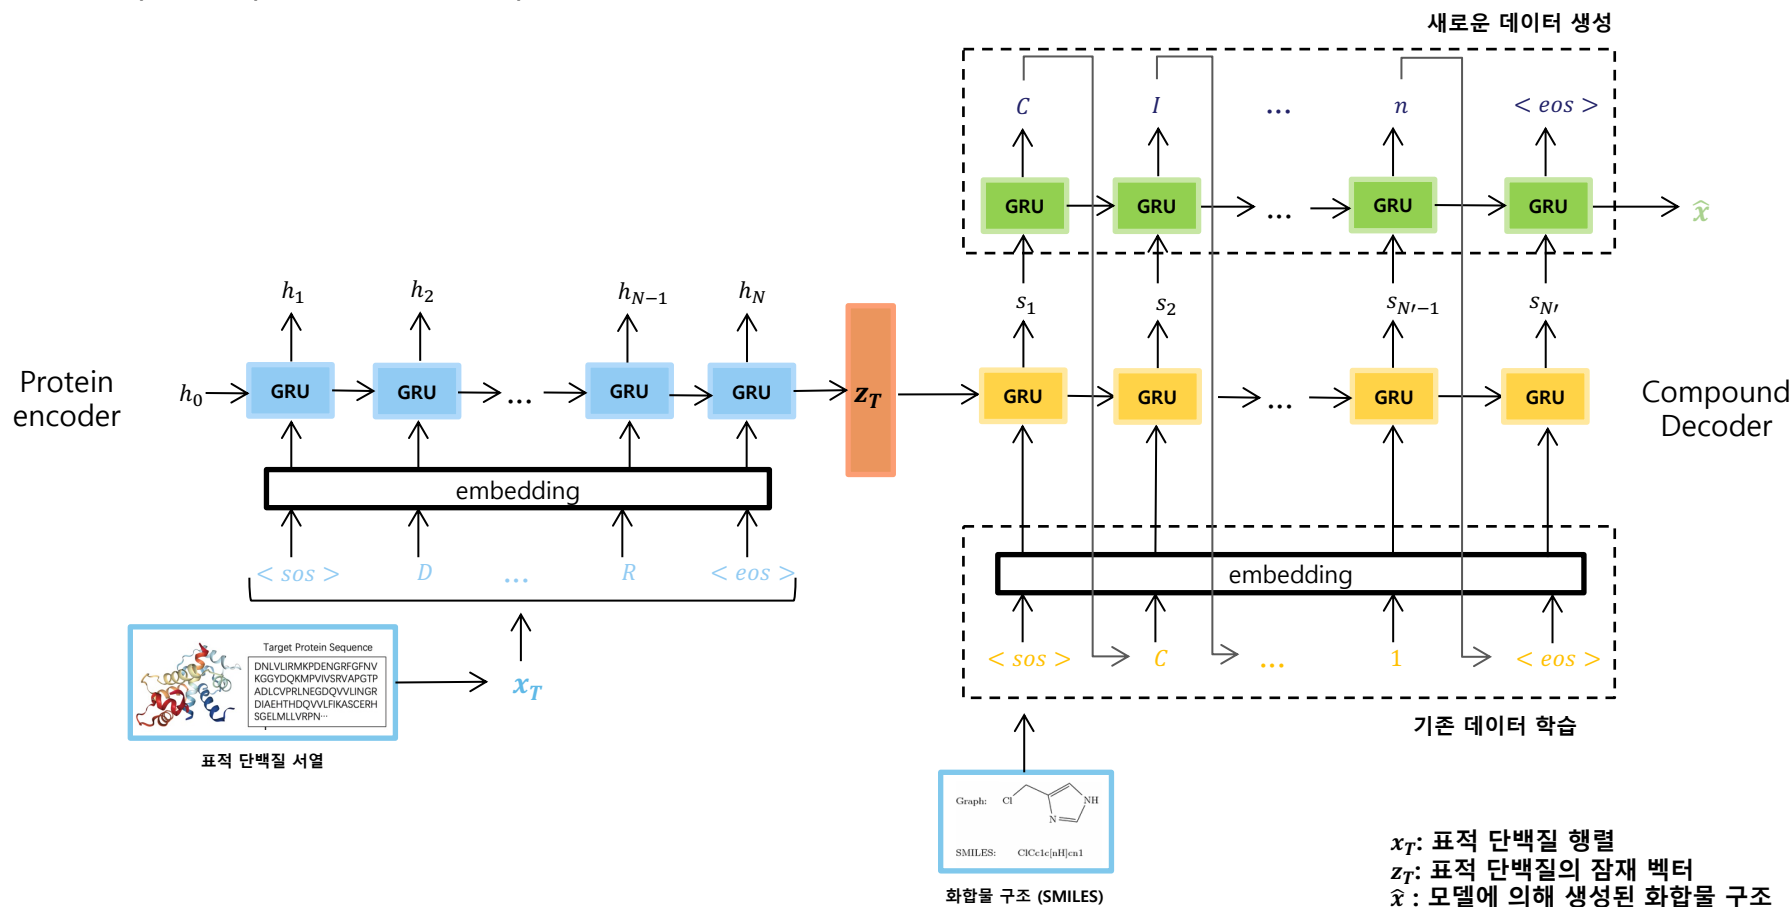 새로운 데이터 생성
C I ... n < eos >
GRU GRU ... GRU GRU x̂
h₁ h₂ h_{N−1} h_N
s₁ s₂ s_{N′−1} s_{N′}
Protein
encoder
h₀ GRU GRU ... GRU GRU
z_T
GRU GRU ... GRU GRU
Compound
Decoder
embedding
< sos > D ... R < eos >
embedding
< sos > C ... 1 < eos >
기존 데이터 학습
Target Protein Sequence
DNLVLIRMKPDENGRFGFNV
KGGYDQKMPVIVSRVAPGTP
ADLCVPRLNEGDQVVLINGR
DIAEHTHDQVVLFIKASCERH
SGELMLLVRPN…
x_T
표적 단백질 서열
Graph: Cl NH N
SMILES: ClCc1c[nH]cn1
화합물 구조 (SMILES)
x_T: 표적 단백질 행렬
z_T: 표적 단백질의 잠재 벡터
x̂ : 모델에 의해 생성된 화합물 구조